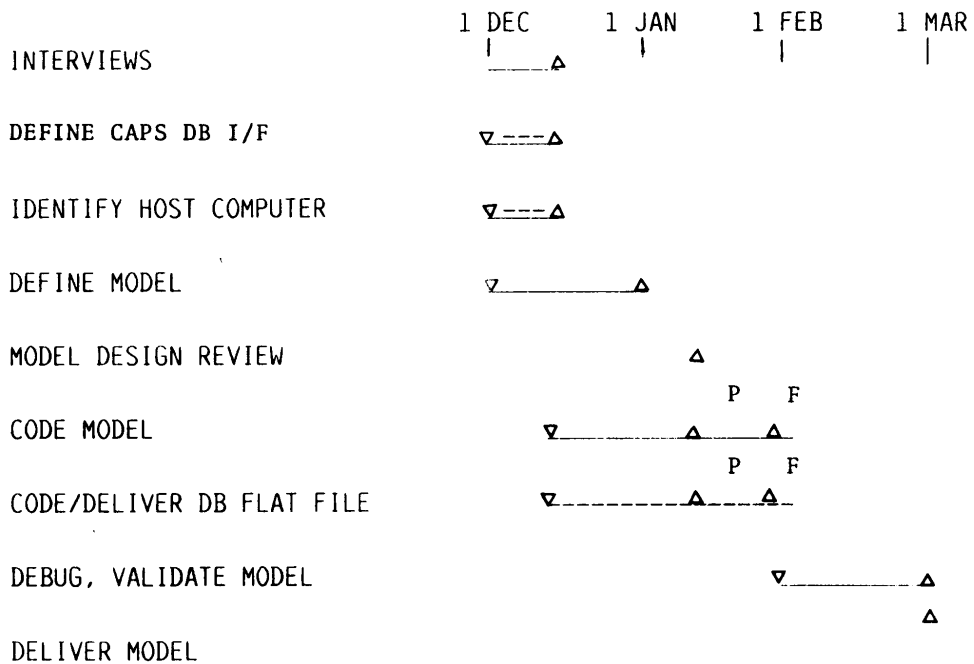 1 DEC 1 JAN 1 FEB 1 MAR
INTERVIEWS
DEFINE CAPS DB I/F
IDENTIFY HOST COMPUTER
DEFINE MODEL
MODEL DESIGN REVIEW
P F
CODE MODEL
P F
CODE/DELIVER DB FLAT FILE
DEBUG, VALIDATE MODEL
DELIVER MODEL